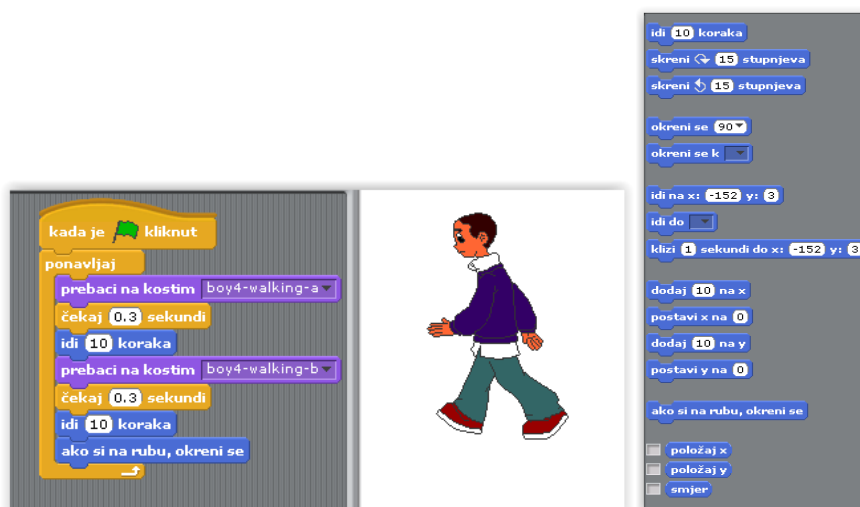 kada je kliknut
ponavljaj
prebaci na kostim boy4-walking-a
čekaj 0.3 sekundi
idi 10 koraka
prebaci na kostim boy4-walking-b
čekaj 0.3 sekundi
idi 10 koraka
ako si na rubu, okreni se
idi 10 koraka
skreni 15 stupnjeva
skreni 15 stupnjeva
okreni se 90
okreni se k
idi na x: -152 y: 3
idi do
klizi 1 sekundi do x: -152 y: 3
dodaj 10 na x
postavi x na 0
dodaj 10 na y
postavi y na 0
ako si na rubu, okreni se
položaj x
položaj y
smjer